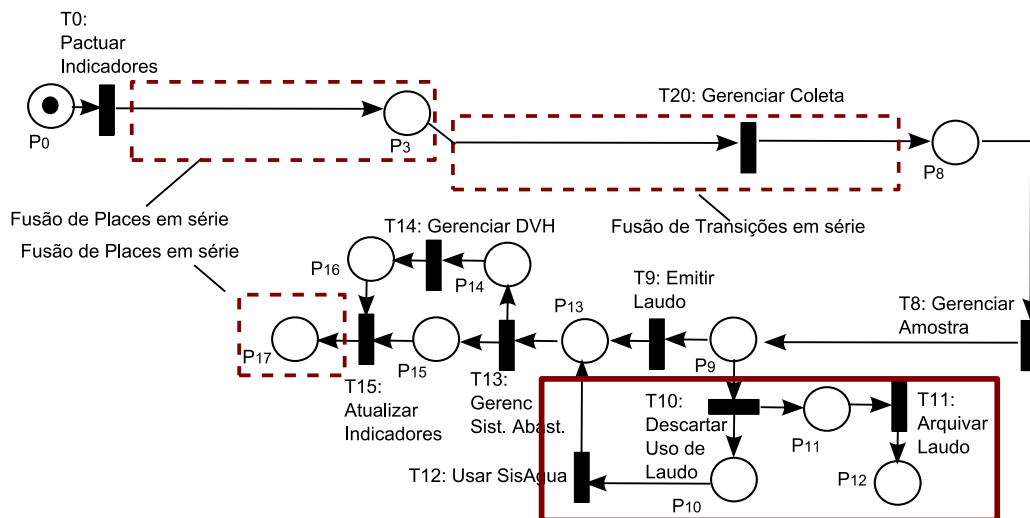 T0:
Pactuar
Indicadores
T20: Gerenciar Coleta
P0
P3
P8
Fusão de Places em série
Fusão de Transições em série
Fusão de Places em série
T14: Gerenciar DVH
P16
P14
T9: Emitir
Laudo
P13
T8: Gerenciar
Amostra
P17
P15
P9
T15:
Atualizar
Indicadores
T13:
Gerenc
Sist. Abast.
T10:
Descartar
Uso de
Laudo
T11:
Arquivar
Laudo
P11
T12: Usar SisAgua
P12
P10